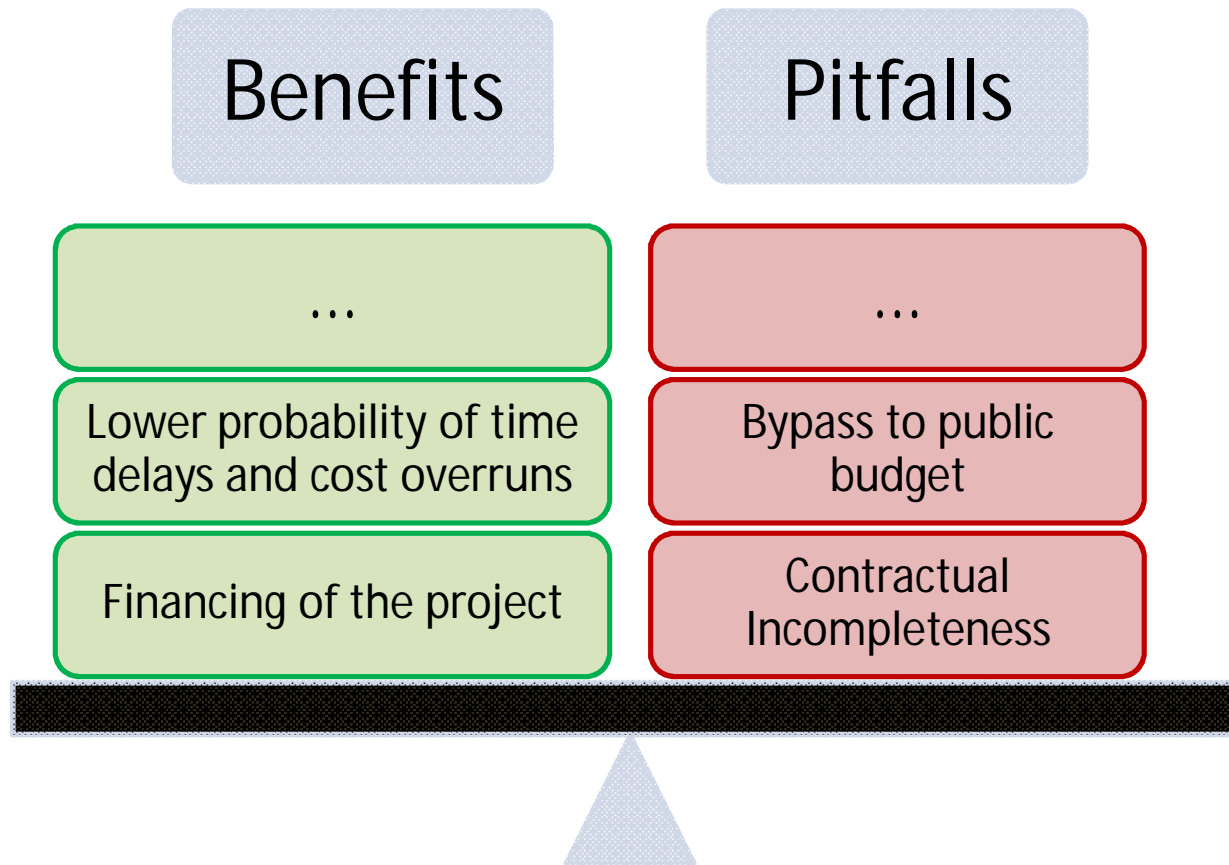 Benefits
Pitfalls
…
Lower probability of time
delays and cost overruns
Financing of the project
…
Bypass to public
budget
Contractual
Incompleteness